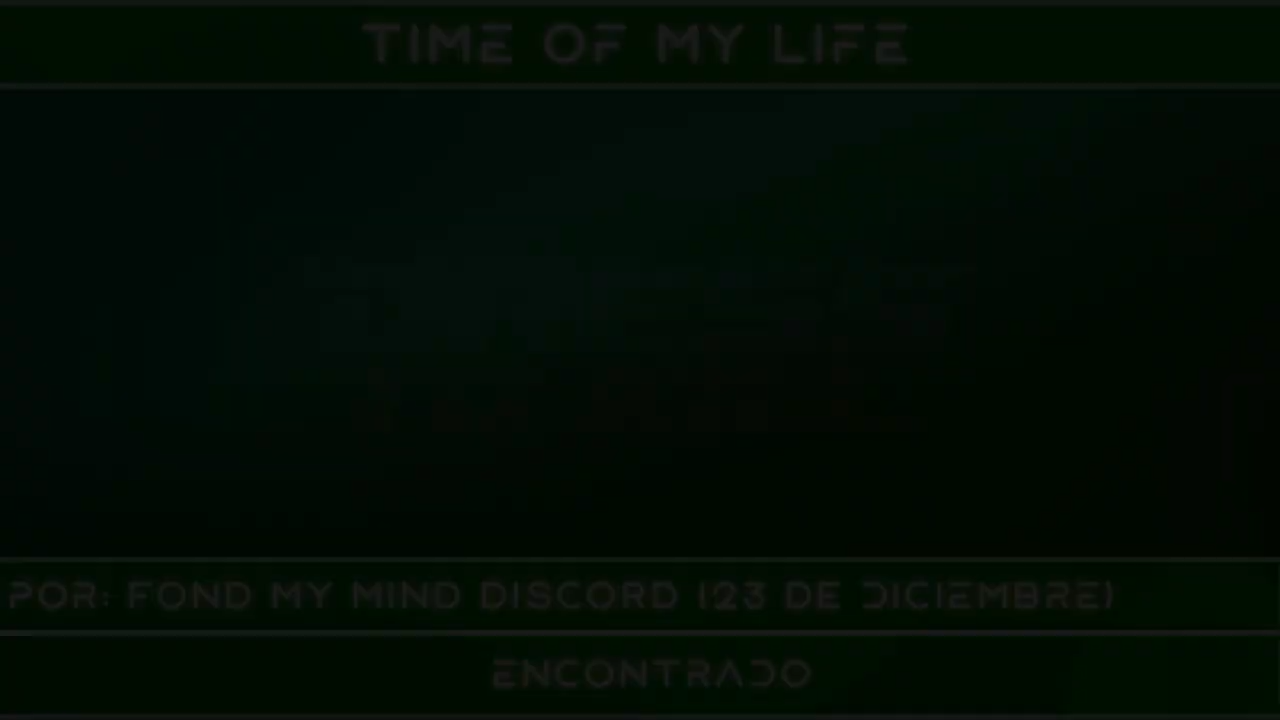 TIME OF MY LIFE
POR: FOND MY MIND DISCORD (23 DE DICIEMBRE)
ENCONTRADO